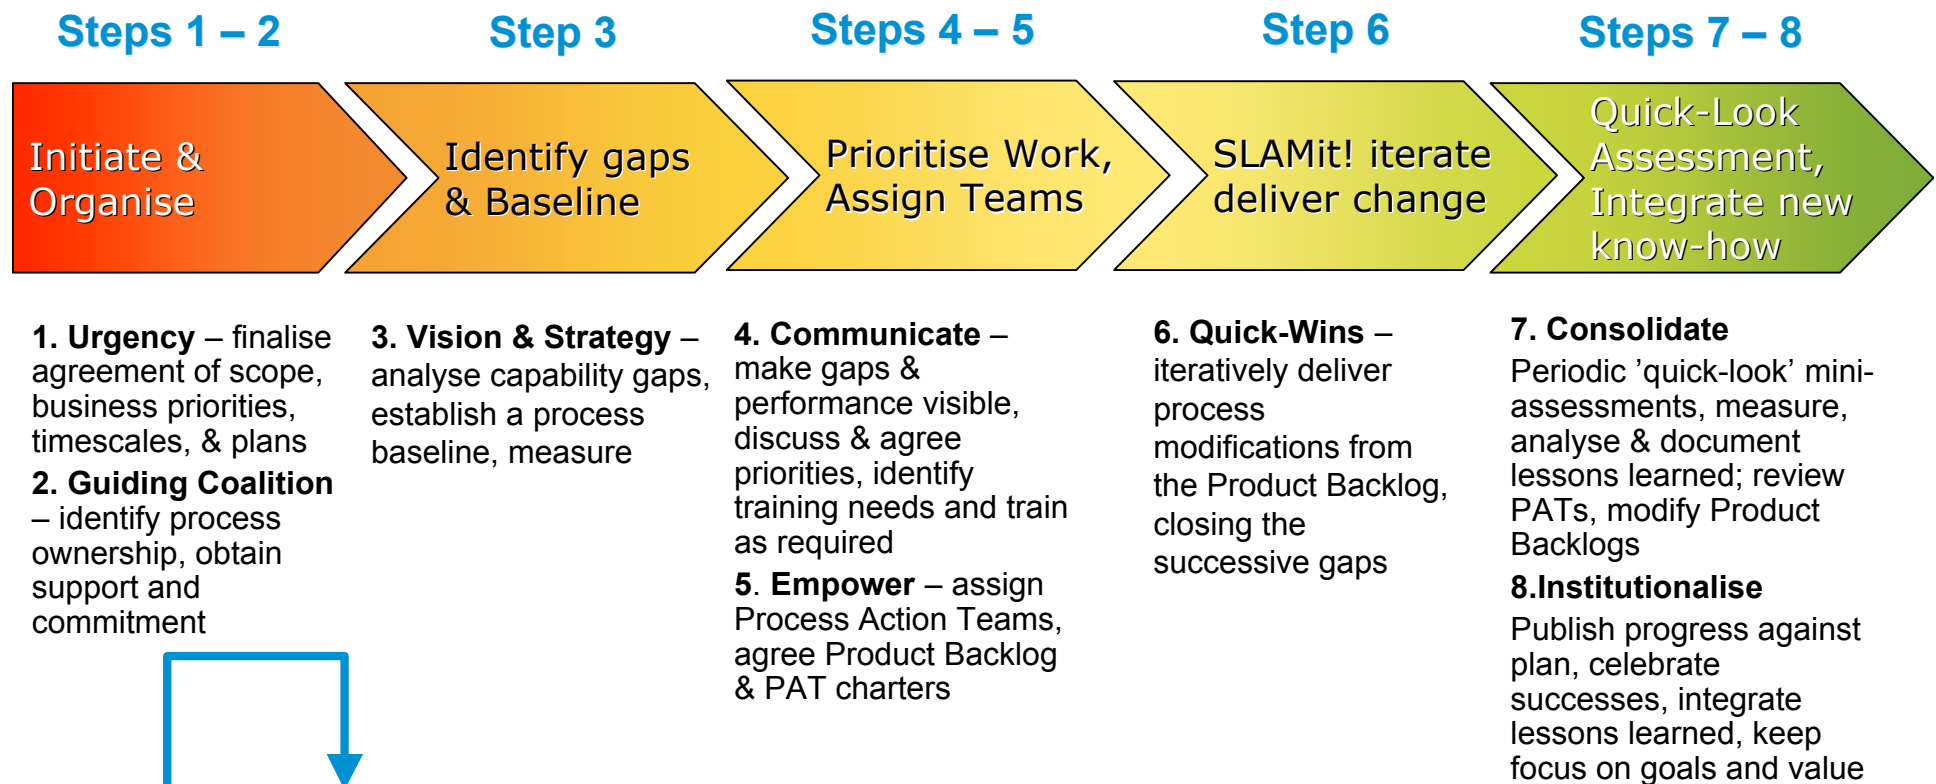 Steps 1 – 2
Step 3
Steps 4 – 5
Step 6
Steps 7 – 8
Initiate &
Organise
Identify gaps
& Baseline
Prioritise Work,
Assign Teams
SLAMit! iterate
deliver change
Quick-Look
Assessment,
Integrate new
know-how
1. Urgency – finalise
agreement of scope,
business priorities,
timescales, & plans
2. Guiding Coalition
– identify process
ownership, obtain
support and
commitment
3. Vision & Strategy –
analyse capability gaps,
establish a process
baseline, measure
4. Communicate –
make gaps &
performance visible,
discuss & agree
priorities, identify
training needs and train
as required
5. Empower – assign
Process Action Teams,
agree Product Backlog
& PAT charters
6. Quick-Wins –
iteratively deliver
process
modifications from
the Product Backlog,
closing the
successive gaps
7. Consolidate
Periodic ’quick-look’ mini-
assessments, measure,
analyse & document
lessons learned; review
PATs, modify Product
Backlogs
8.Institutionalise
Publish progress against
plan, celebrate
successes, integrate
lessons learned, keep
focus on goals and value